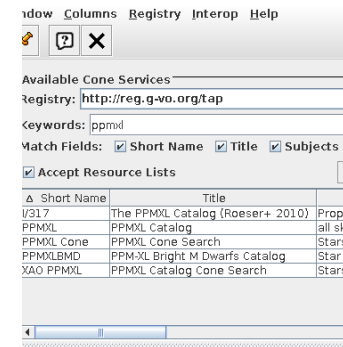 ndow Columns Registry Interop Help
Available Cone Services
Registry: http://reg.g-vo.org/tap
Keywords: ppmxl
Match Fields: Short Name Title Subjects
Accept Resource Lists
Short Name Title
I/317 The PPMXL Catalog (Roeser+ 2010) Prop
PPMXL PPMXL Catalog all sk
PPMXL Cone PPMXL Cone Search Stars
PPMXLBMD PPM-XL Bright M Dwarfs Catalog Star
XAO PPMXL PPMXL Catalog Cone Search Stars